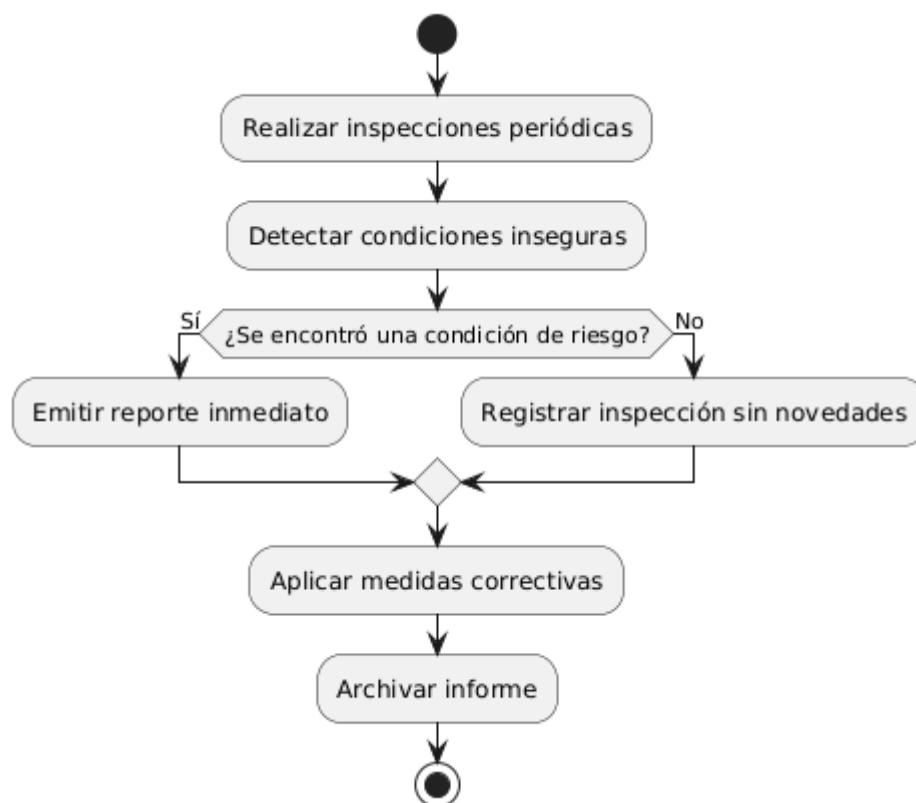 Realizar inspecciones periódicas
Detectar condiciones inseguras
Sí
¿Se encontró una condición de riesgo?
No
Emitir reporte inmediato
Registrar inspección sin novedades
Aplicar medidas correctivas
Archivar informe